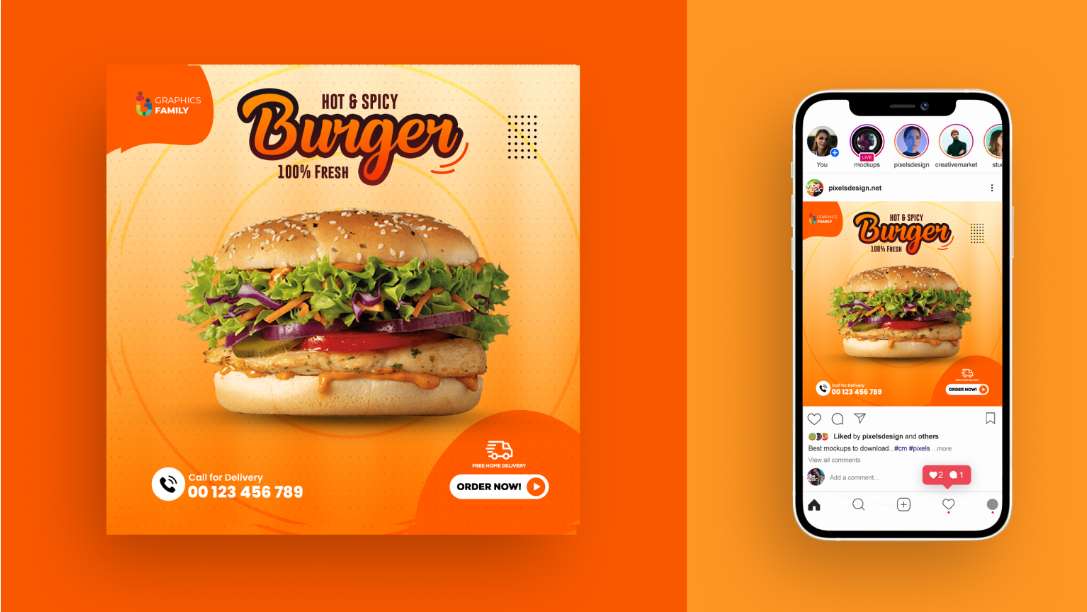 GRAPHICS
FAMILY
HOT & SPICY
Burger
100% FRESH
FREE HOME DELIVERY
Call for Delivery
00 123 456 789
ORDER NOW!
You
LIVE
mockups
pixelsdesign
creativemarket
stu
pixelsdesign.net
GRAPHICS
FAMILY
HOT & SPICY
Burger
100% FRESH
Call for Delivery
00 123 456 789
ORDER NOW!
Liked by pixelsdesign and others
Best mockups to download...#cm #pixels ...more
View all comments
Add a comment...
2 1